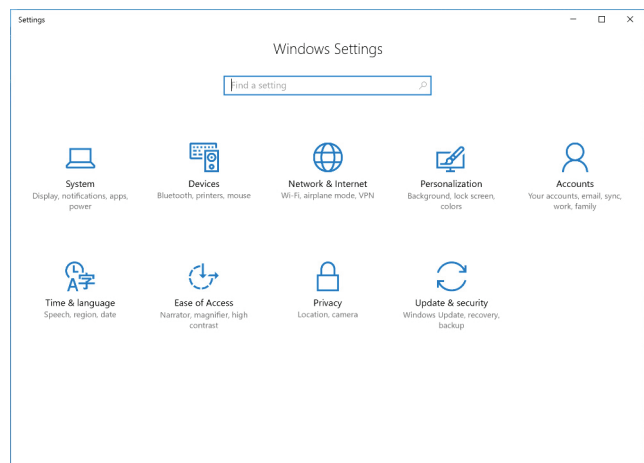 Settings
Windows Settings
Find a setting
System
Display, notifications, apps,
power
Devices
Bluetooth, printers, mouse
Network & Internet
Wi-Fi, airplane mode, VPN
Personalization
Background, lock screen,
colors
Accounts
Your accounts, email, sync,
work, family
A字
Time & language
Speech, region, date
Ease of Access
Narrator, magnifier, high
contrast
Privacy
Location, camera
Update & security
Windows Update, recovery,
backup